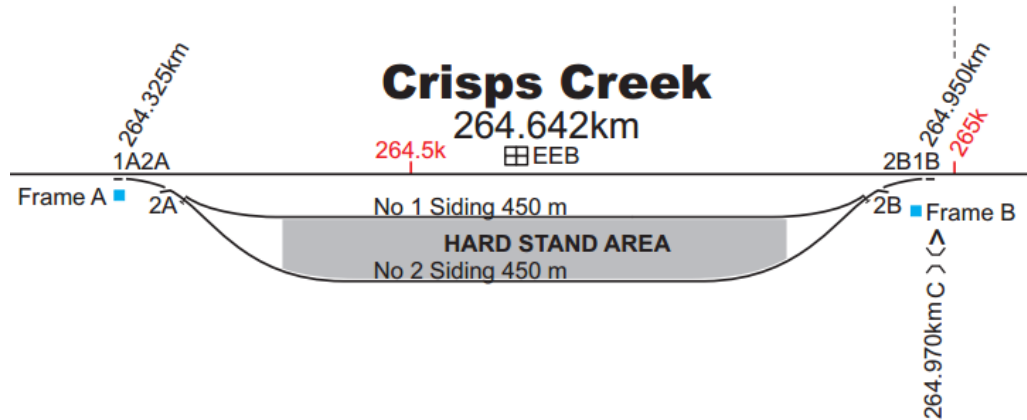 Crisps Creek
264.642km
264.325km
264.950km
265k
264.5k
EEB
1A2A
2B1B
Frame A
2A
No 1 Siding 450 m
2B
Frame B
HARD STAND AREA
No 2 Siding 450 m
264.970km C